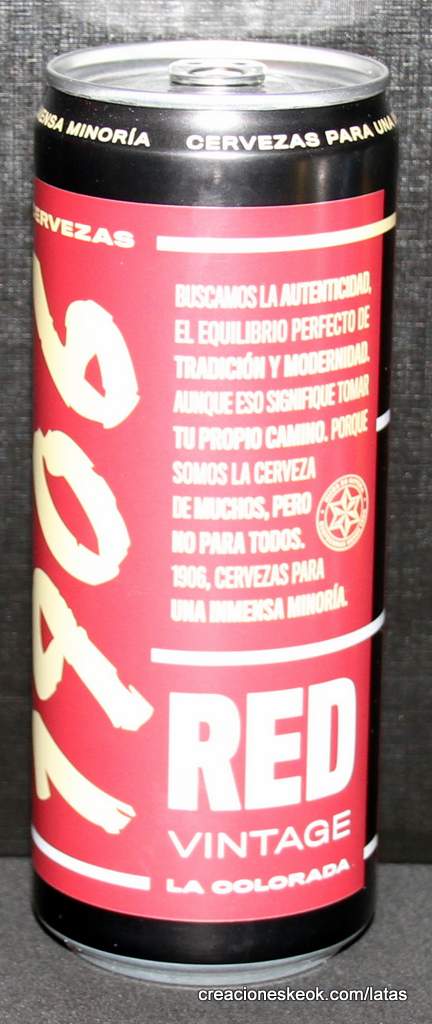 MINORÍA CERVEZAS PARA UNA
CERVEZAS
1906
BUSCAMOS LA AUTENTICIDAD,
EL EQUILIBRIO PERFECTO DE
TRADICIÓN Y MODERNIDAD.
AUNQUE ESO SIGNIFIQUE TOMAR
TU PROPIO CAMINO. PORQUE
SOMOS LA CERVEZA
DE MUCHOS, PERO
NO PARA TODOS.
1906, CERVEZAS PARA
UNA INMENSA MINORÍA.
RED
VINTAGE
LA COLORADA
creacioneskeok.com/latas